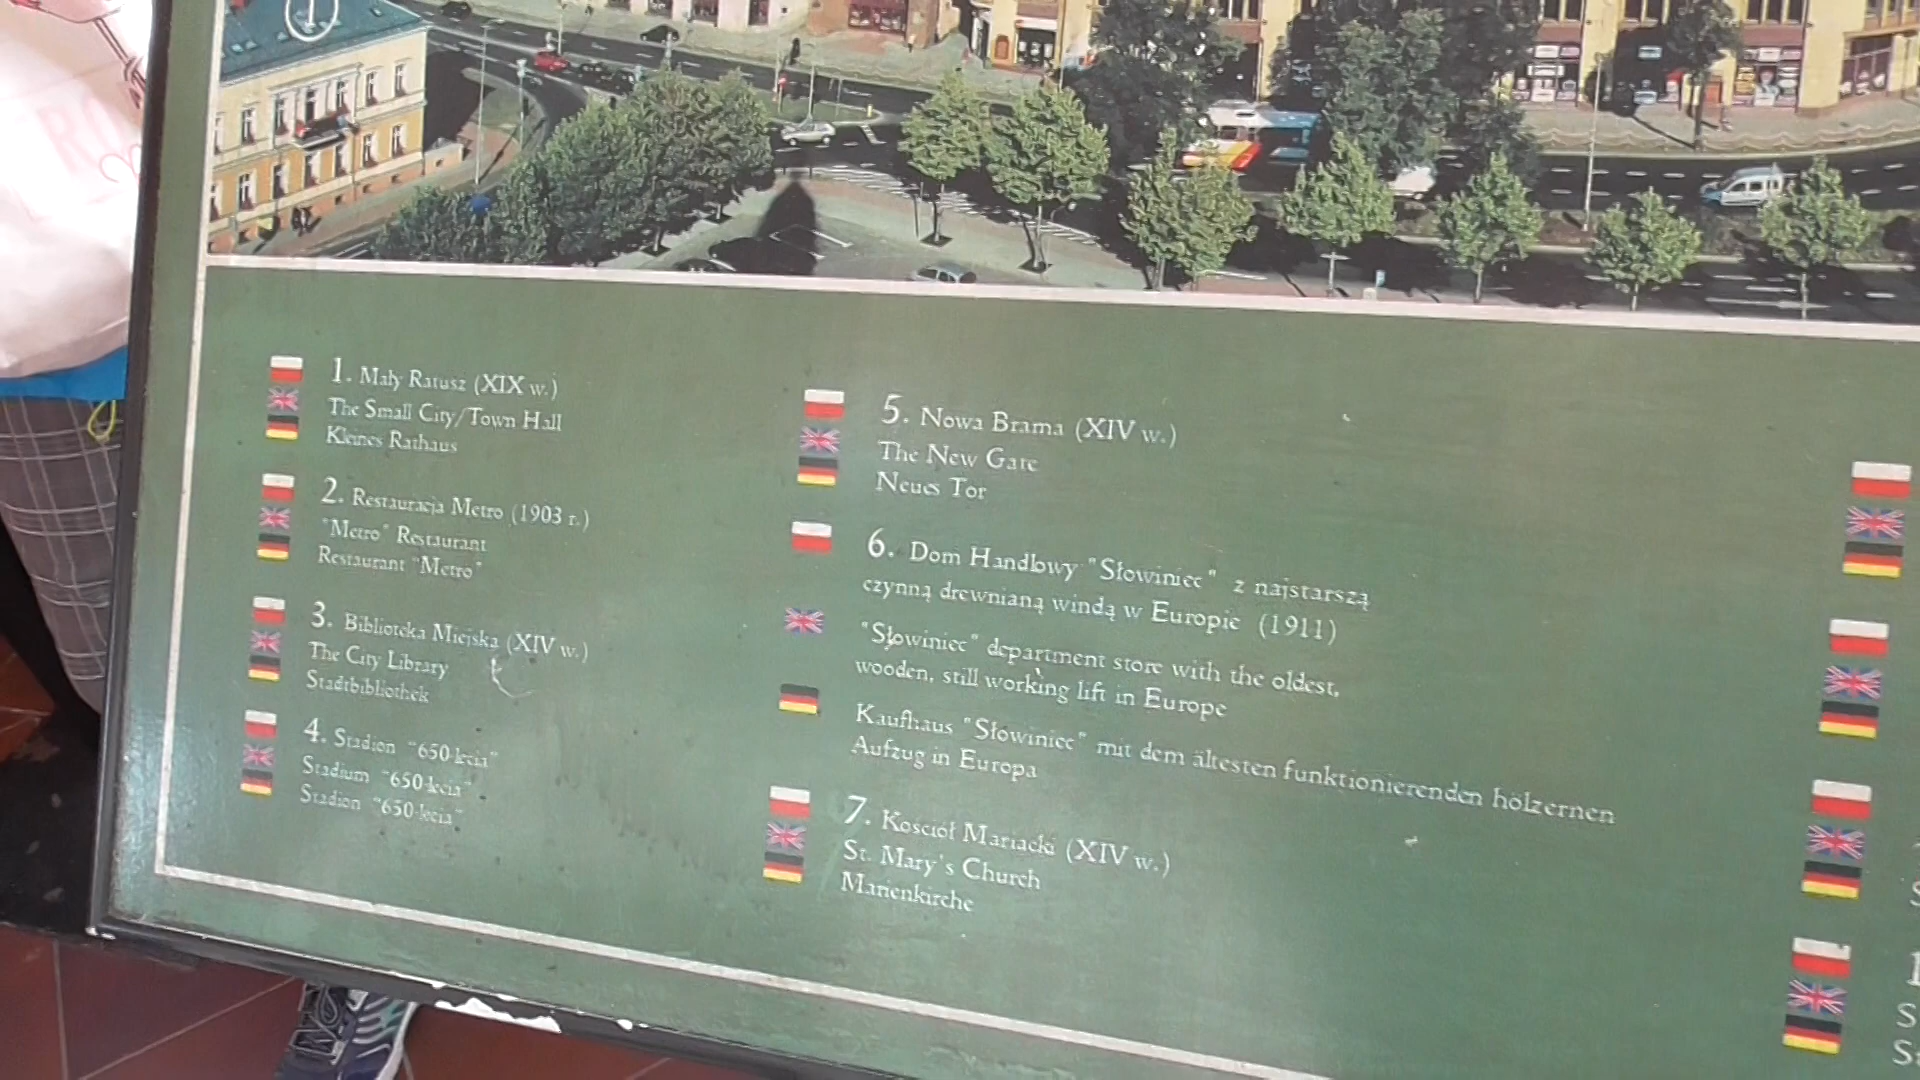 1
1. Mały Ratusz (XIX w.)
The Small City/Town Hall
Kleines Rathaus
2. Restauracja Metro (1903 r.)
"Metro" Restaurant
Restaurant "Metro"
3. Biblioteka Miejska (XIV w.)
The City Library
Stadtbibliothek
4. Stadion "650-lecia"
Stadium "650-lecia"
Stadion "650-lecia"
5. Nowa Brama (XIV w.)
The New Gate
Neues Tor
6. Dom Handlowy "Słowiniec" z najstarszą
czynną drewnianą windą w Europie (1911)
"Słowiniec" department store with the oldest,
wooden, still working lift in Europe
Kaufhaus "Słowiniec" mit dem ältesten funktionierenden hölzernen
Aufzug in Europa
7. Kościół Mariacki (XIV w.)
St. Mary's Church
Marienkirche